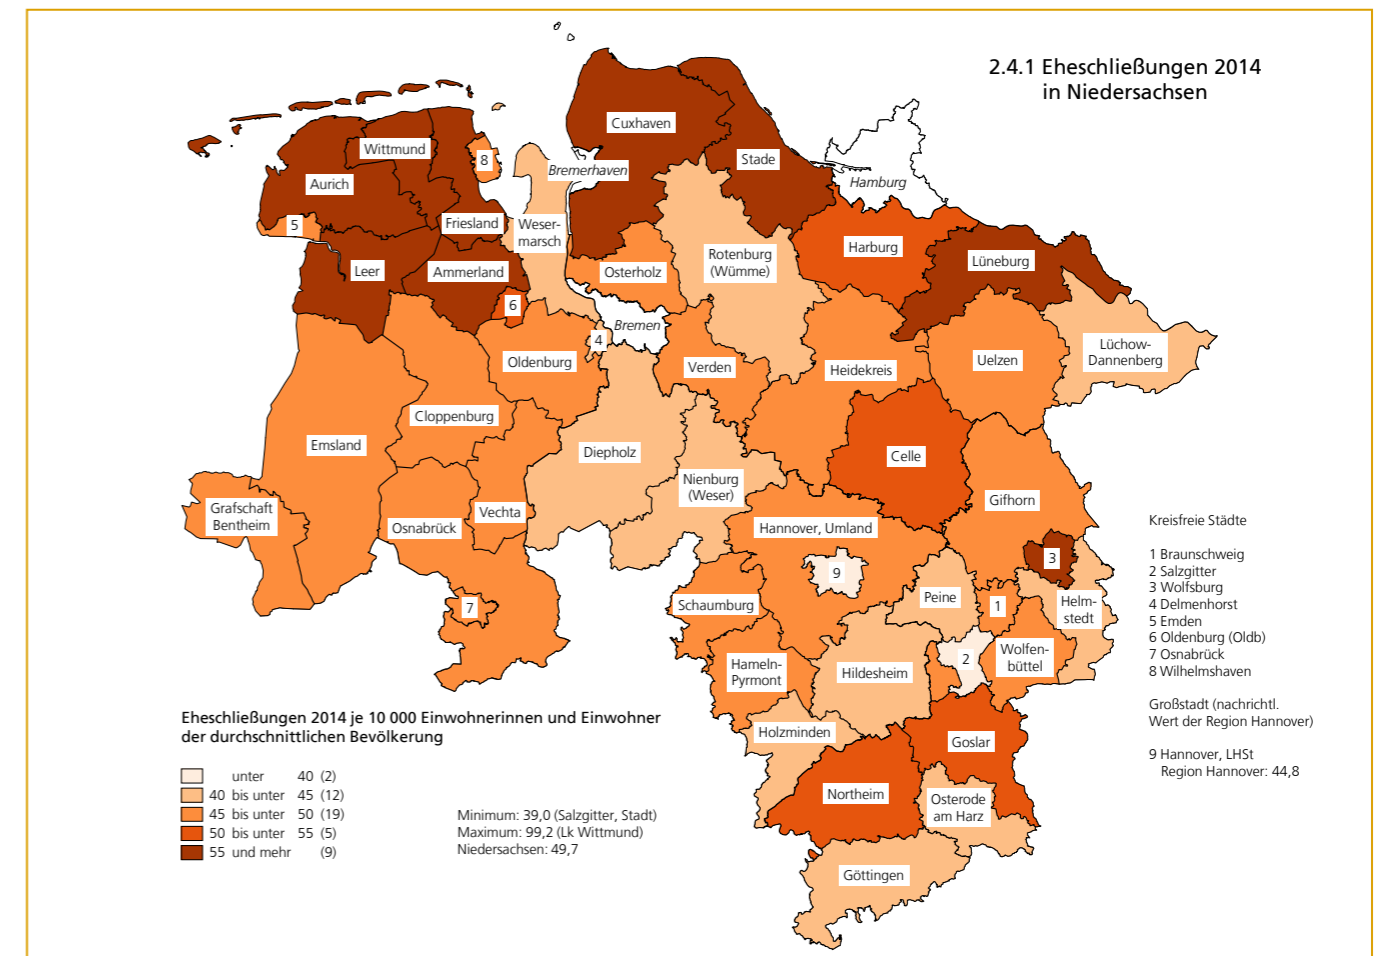 2.4.1 Eheschließungen 2014
in Niedersachsen
Cuxhaven
Wittmund
8
Bremerhaven
Stade
Aurich
Hamburg
5
Friesland
Weser-
marsch
Harburg
Rotenburg
(Wümme)
Lüneburg
Leer
Ammerland
Osterholz
6
Bremen
4
Oldenburg
Verden
Heidekreis
Uelzen
Lüchow-
Dannenberg
Cloppenburg
Emsland
Diepholz
Celle
Nienburg
(Weser)
Gifhorn
Grafschaft
Bentheim
Osnabrück
Vechta
Hannover, Umland
9
3
Schaumburg
Peine
1
Helm-
stedt
7
Hameln-
Pyrmont
Hildesheim
2
Wolfen-
büttel
Holzminden
Goslar
Northeim
Osterode
am Harz
Göttingen
Kreisfreie Städte
1 Braunschweig
2 Salzgitter
3 Wolfsburg
4 Delmenhorst
5 Emden
6 Oldenburg (Oldb)
7 Osnabrück
8 Wilhelmshaven
Großstadt (nachrichtl.
Wert der Region Hannover)
9 Hannover, LHSt
Region Hannover: 44,8
Eheschließungen 2014 je 10 000 Einwohnerinnen und Einwohner
der durchschnittlichen Bevölkerung
unter 40 (2)
40 bis unter 45 (12)
45 bis unter 50 (19)
50 bis unter 55 (5)
55 und mehr (9)
Minimum: 39,0 (Salzgitter, Stadt)
Maximum: 99,2 (Lk Wittmund)
Niedersachsen: 49,7